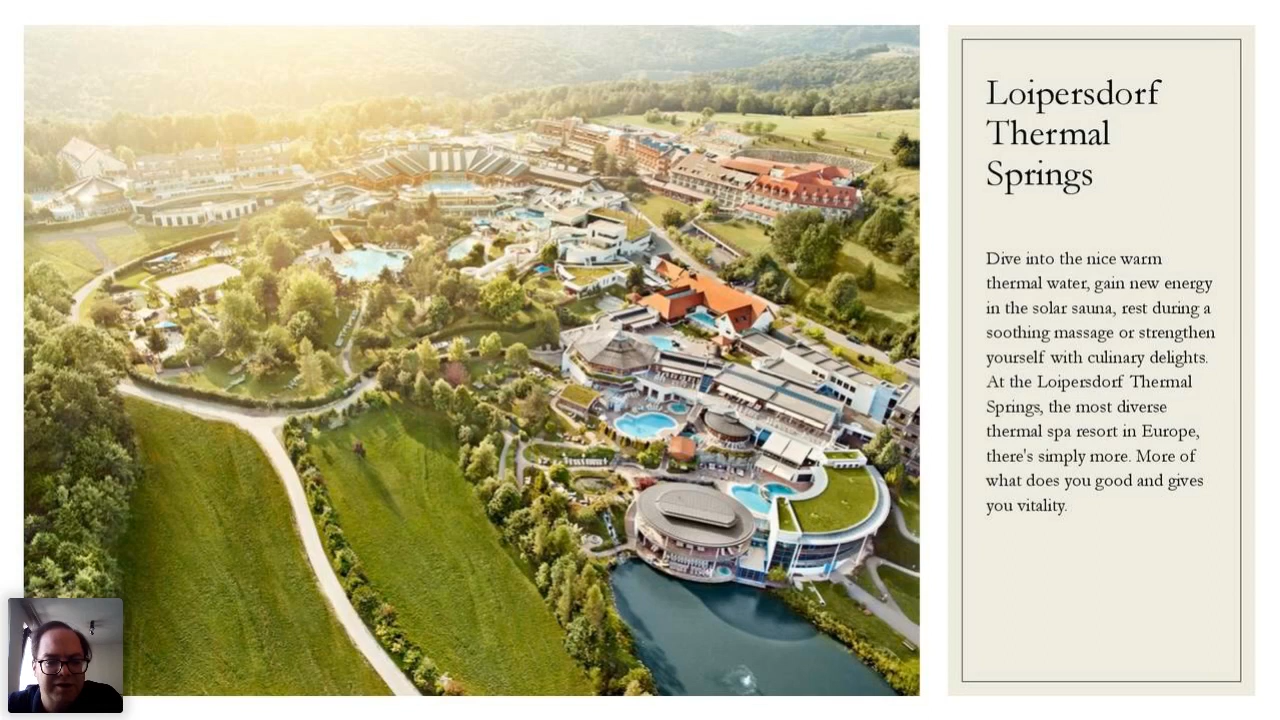 Loipersdorf
Thermal
Springs
Dive into the nice warm
thermal water, gain new energy
in the solar sauna, rest during a
soothing massage or strengthen
yourself with culinary delights.
At the Loipersdorf Thermal
Springs, the most diverse
thermal spa resort in Europe,
there's simply more. More of
what does you good and gives
you vitality.